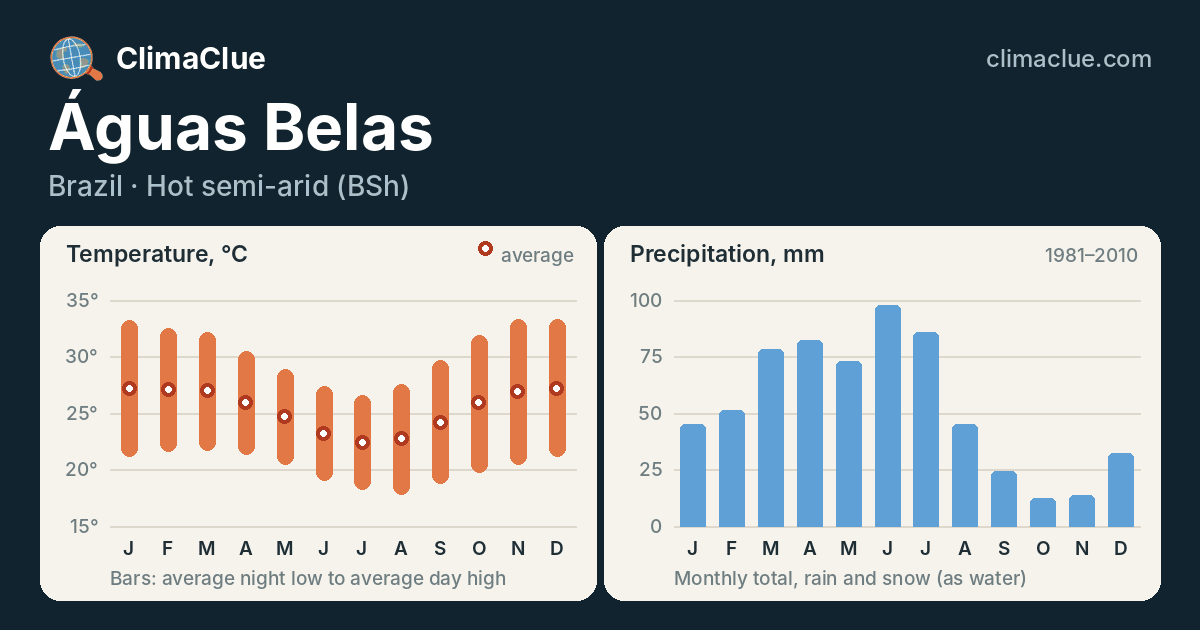 ClimaClue
climaclue.com
Águas Belas
Brazil · Hot semi-arid (BSh)
Temperature, °C
average
35°
30°
25°
20°
15°
J F M A M J J A S O N D
Bars: average night low to average day high
Precipitation, mm
1981–2010
100
75
50
25
0
J F M A M J J A S O N D
Monthly total, rain and snow (as water)